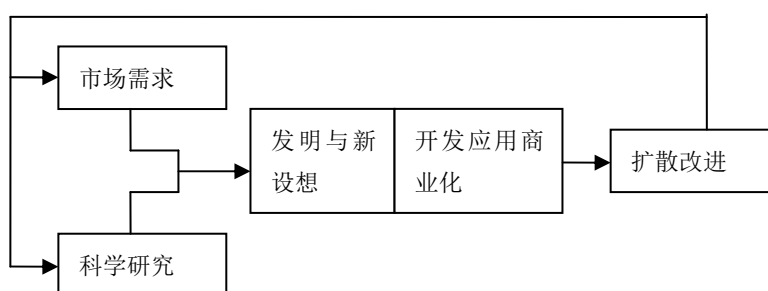 市场需求
发明与新
设想
开发应用商
业化
扩散改进
科学研究